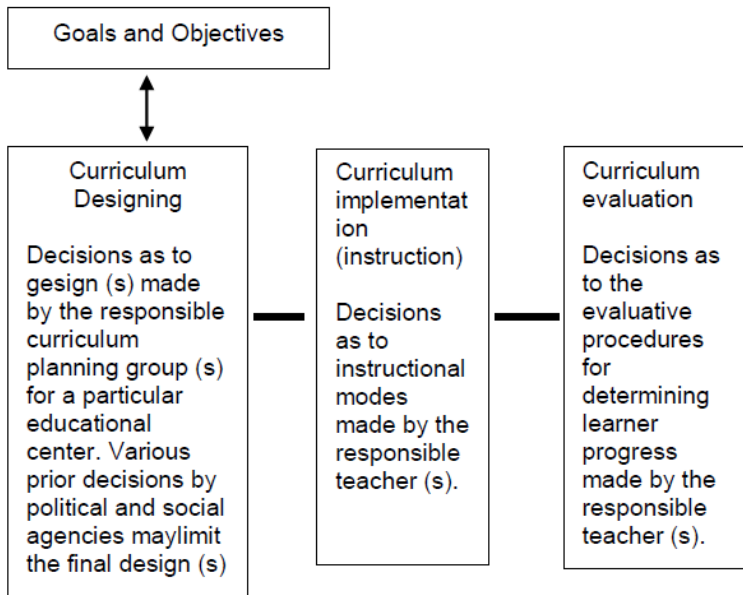 Goals and Objectives
Curriculum
Designing
Decisions as to
gesign (s) made
by the responsible
curriculum
planning group (s)
for a particular
educational
center. Various
prior decisions by
political and social
agencies maylimit
the final design (s)
Curriculum
implementat
ion
(instruction)
Decisions
as to
instructional
modes
made by the
responsible
teacher (s).
Curriculum
evaluation
Decisions as
to the
evaluative
procedures
for
determining
learner
progress
made by the
responsible
teacher (s).